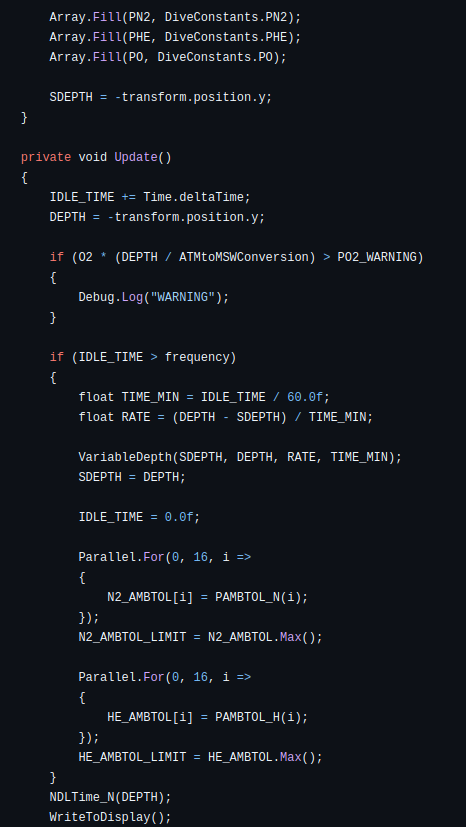 Array.Fill(PN2, DiveConstants.PN2);
Array.Fill(PHE, DiveConstants.PHE);
Array.Fill(PO, DiveConstants.PO);
SDEPTH = -transform.position.y;
}
private void Update()
{
IDLE_TIME += Time.deltaTime;
DEPTH = -transform.position.y;
if (O2 * (DEPTH / ATMtoMSWConversion) > PO2_WARNING)
{
Debug.Log("WARNING");
}
if (IDLE_TIME > frequency)
{
float TIME_MIN = IDLE_TIME / 60.0f;
float RATE = (DEPTH - SDEPTH) / TIME_MIN;
VariableDepth(SDEPTH, DEPTH, RATE, TIME_MIN);
SDEPTH = DEPTH;
IDLE_TIME = 0.0f;
Parallel.For(0, 16, i =>
{
N2_AMBTOL[i] = PAMBTOL_N(i);
});
N2_AMBTOL_LIMIT = N2_AMBTOL.Max();
Parallel.For(0, 16, i =>
{
HE_AMBTOL[i] = PAMBTOL_H(i);
});
HE_AMBTOL_LIMIT = HE_AMBTOL.Max();
}
NDLTime_N(DEPTH);
WriteToDisplay();